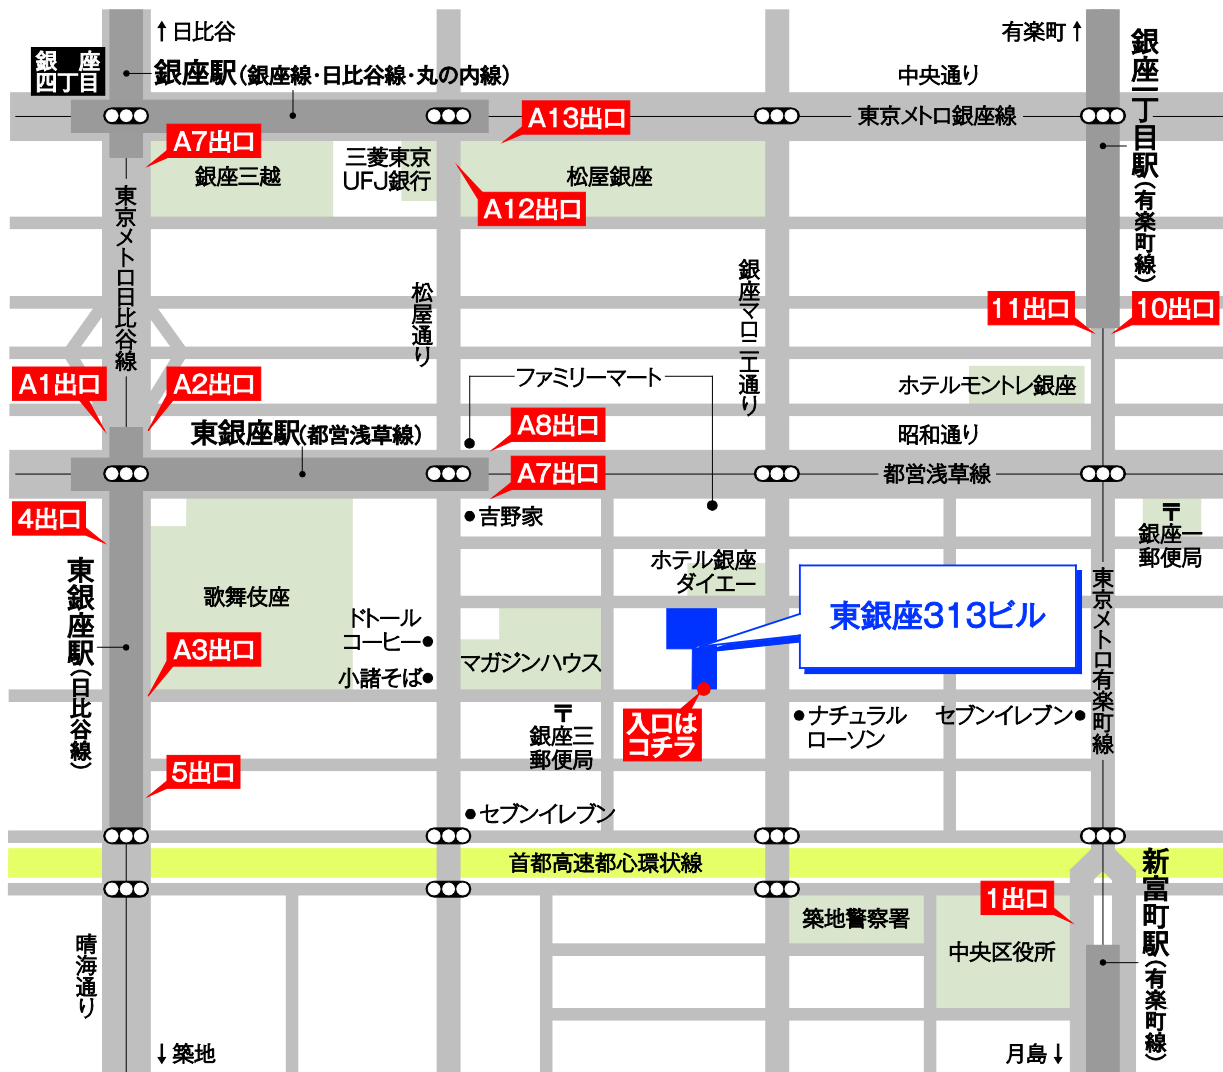 ↑日比谷
有楽町↑
銀座
四丁目
銀座駅(銀座線・日比谷線・丸の内線)
中央通り
銀座一丁目駅(有楽町線)
東京メトロ銀座線
A13出口
A7出口
三菱東京
UFJ銀行
銀座三越
松屋銀座
A12出口
東京メトロ日比谷線
松屋通り
銀座マロニエ通り
11出口
10出口
A1出口
A2出口
ファミリーマート
ホテルモントレ銀座
東銀座駅(都営浅草線)
A8出口
昭和通り
A7出口
都営浅草線
4出口
吉野家
〒
銀座一
郵便局
東銀座駅(日比谷線)
歌舞伎座
ホテル銀座
ダイエー
東京メトロ有楽町線
東銀座313ビル
ドトール
コーヒー
A3出口
マガジンハウス
小諸そば
〒
銀座三
郵便局
入口は
コチラ
ナチュラル
ローソン
セブンイレブン
5出口
セブンイレブン
首都高速都心環状線
新富町駅(有楽町線)
1出口
築地警察署
中央区役所
晴海通り
↓築地
月島↓